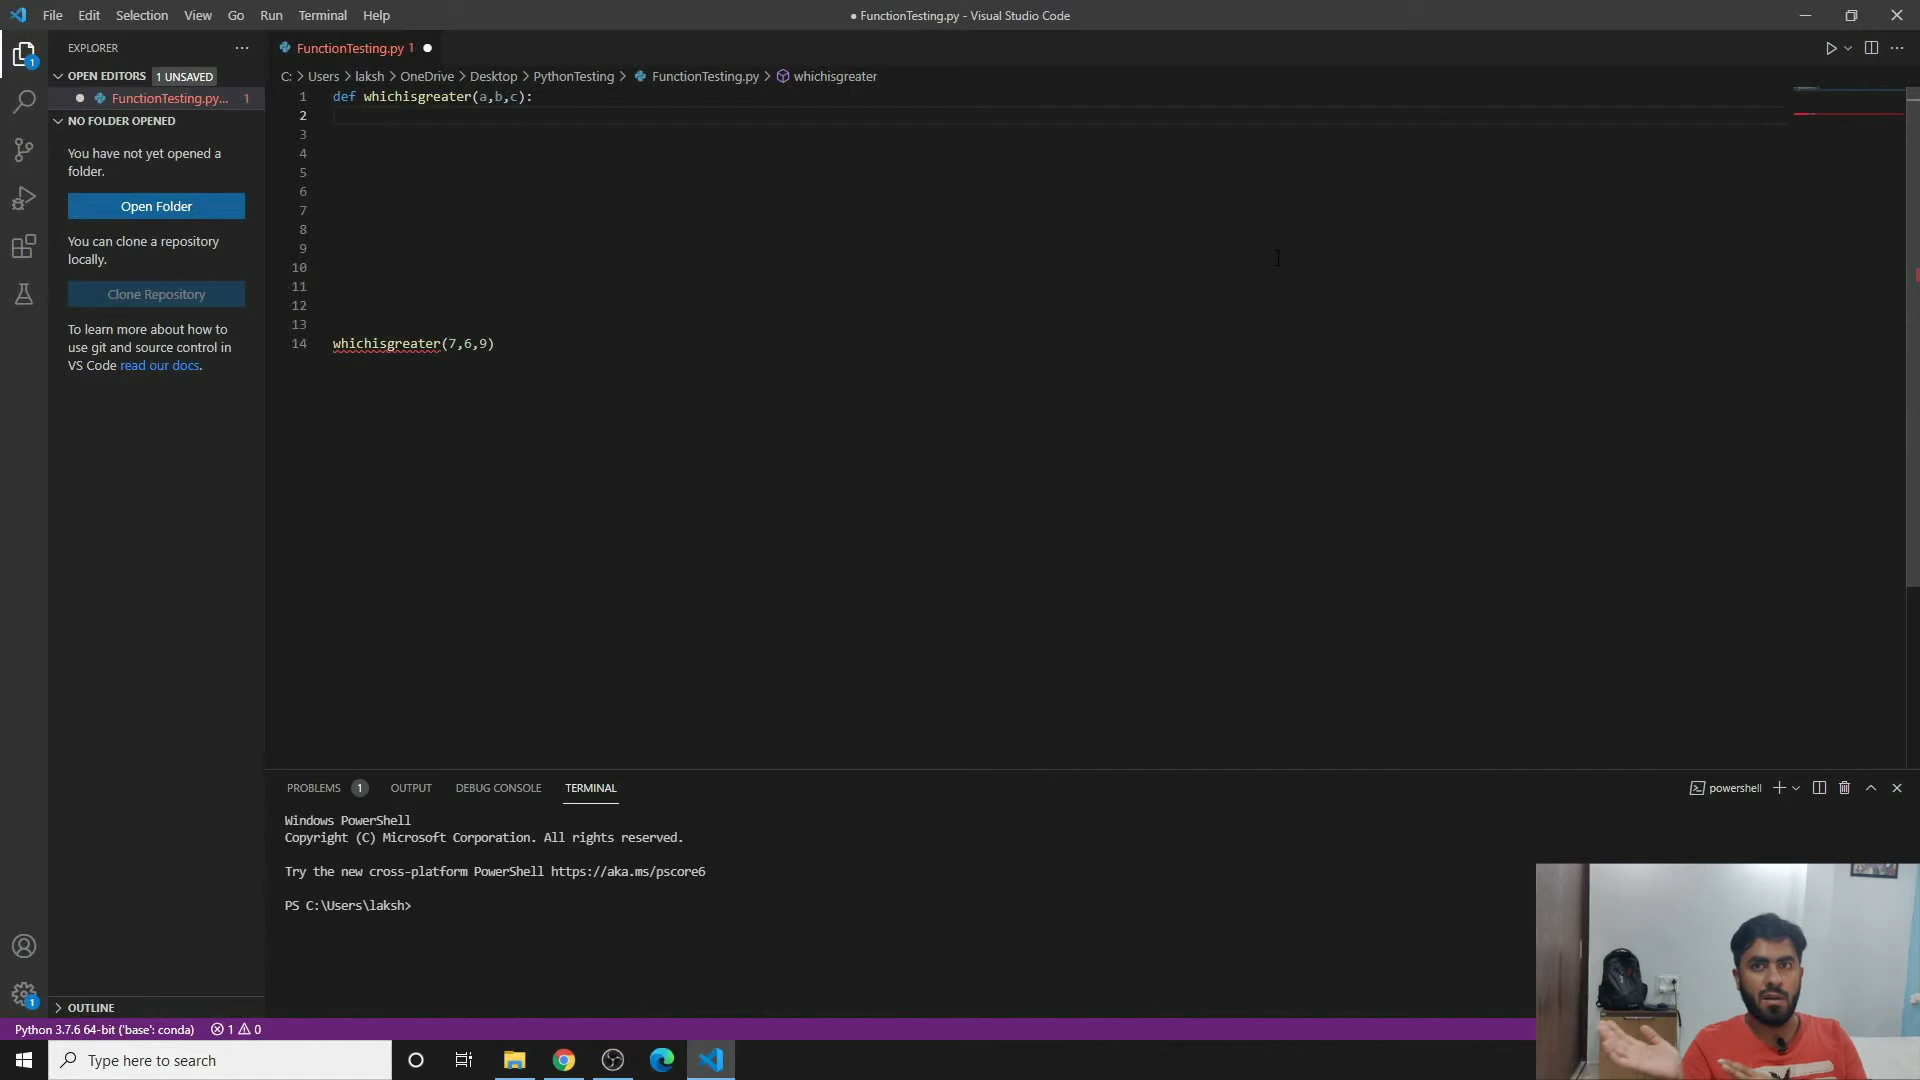 File Edit Selection View Go Run Terminal Help
● FunctionTesting.py - Visual Studio Code
EXPLORER
OPEN EDITORS 1 UNSAVED
FunctionTesting.py... 1
NO FOLDER OPENED
You have not yet opened a
folder.
Open Folder
You can clone a repository
locally.
Clone Repository
To learn more about how to
use git and source control in
VS Code read our docs.
OUTLINE
FunctionTesting.py 1
C: > Users > laksh > OneDrive > Desktop > PythonTesting > FunctionTesting.py > whichisgreater
1 def whichisgreater(a,b,c):
2
3
4
5
6
7
8
9
10
11
12
13
14 whichisgreater(7,6,9)
PROBLEMS 1 OUTPUT DEBUG CONSOLE TERMINAL
powershell
Windows PowerShell
Copyright (C) Microsoft Corporation. All rights reserved.
Try the new cross-platform PowerShell https://aka.ms/pscore6
PS C:\Users\laksh>
1
1
Python 3.7.6 64-bit ('base': conda) 1 0
Type here to search